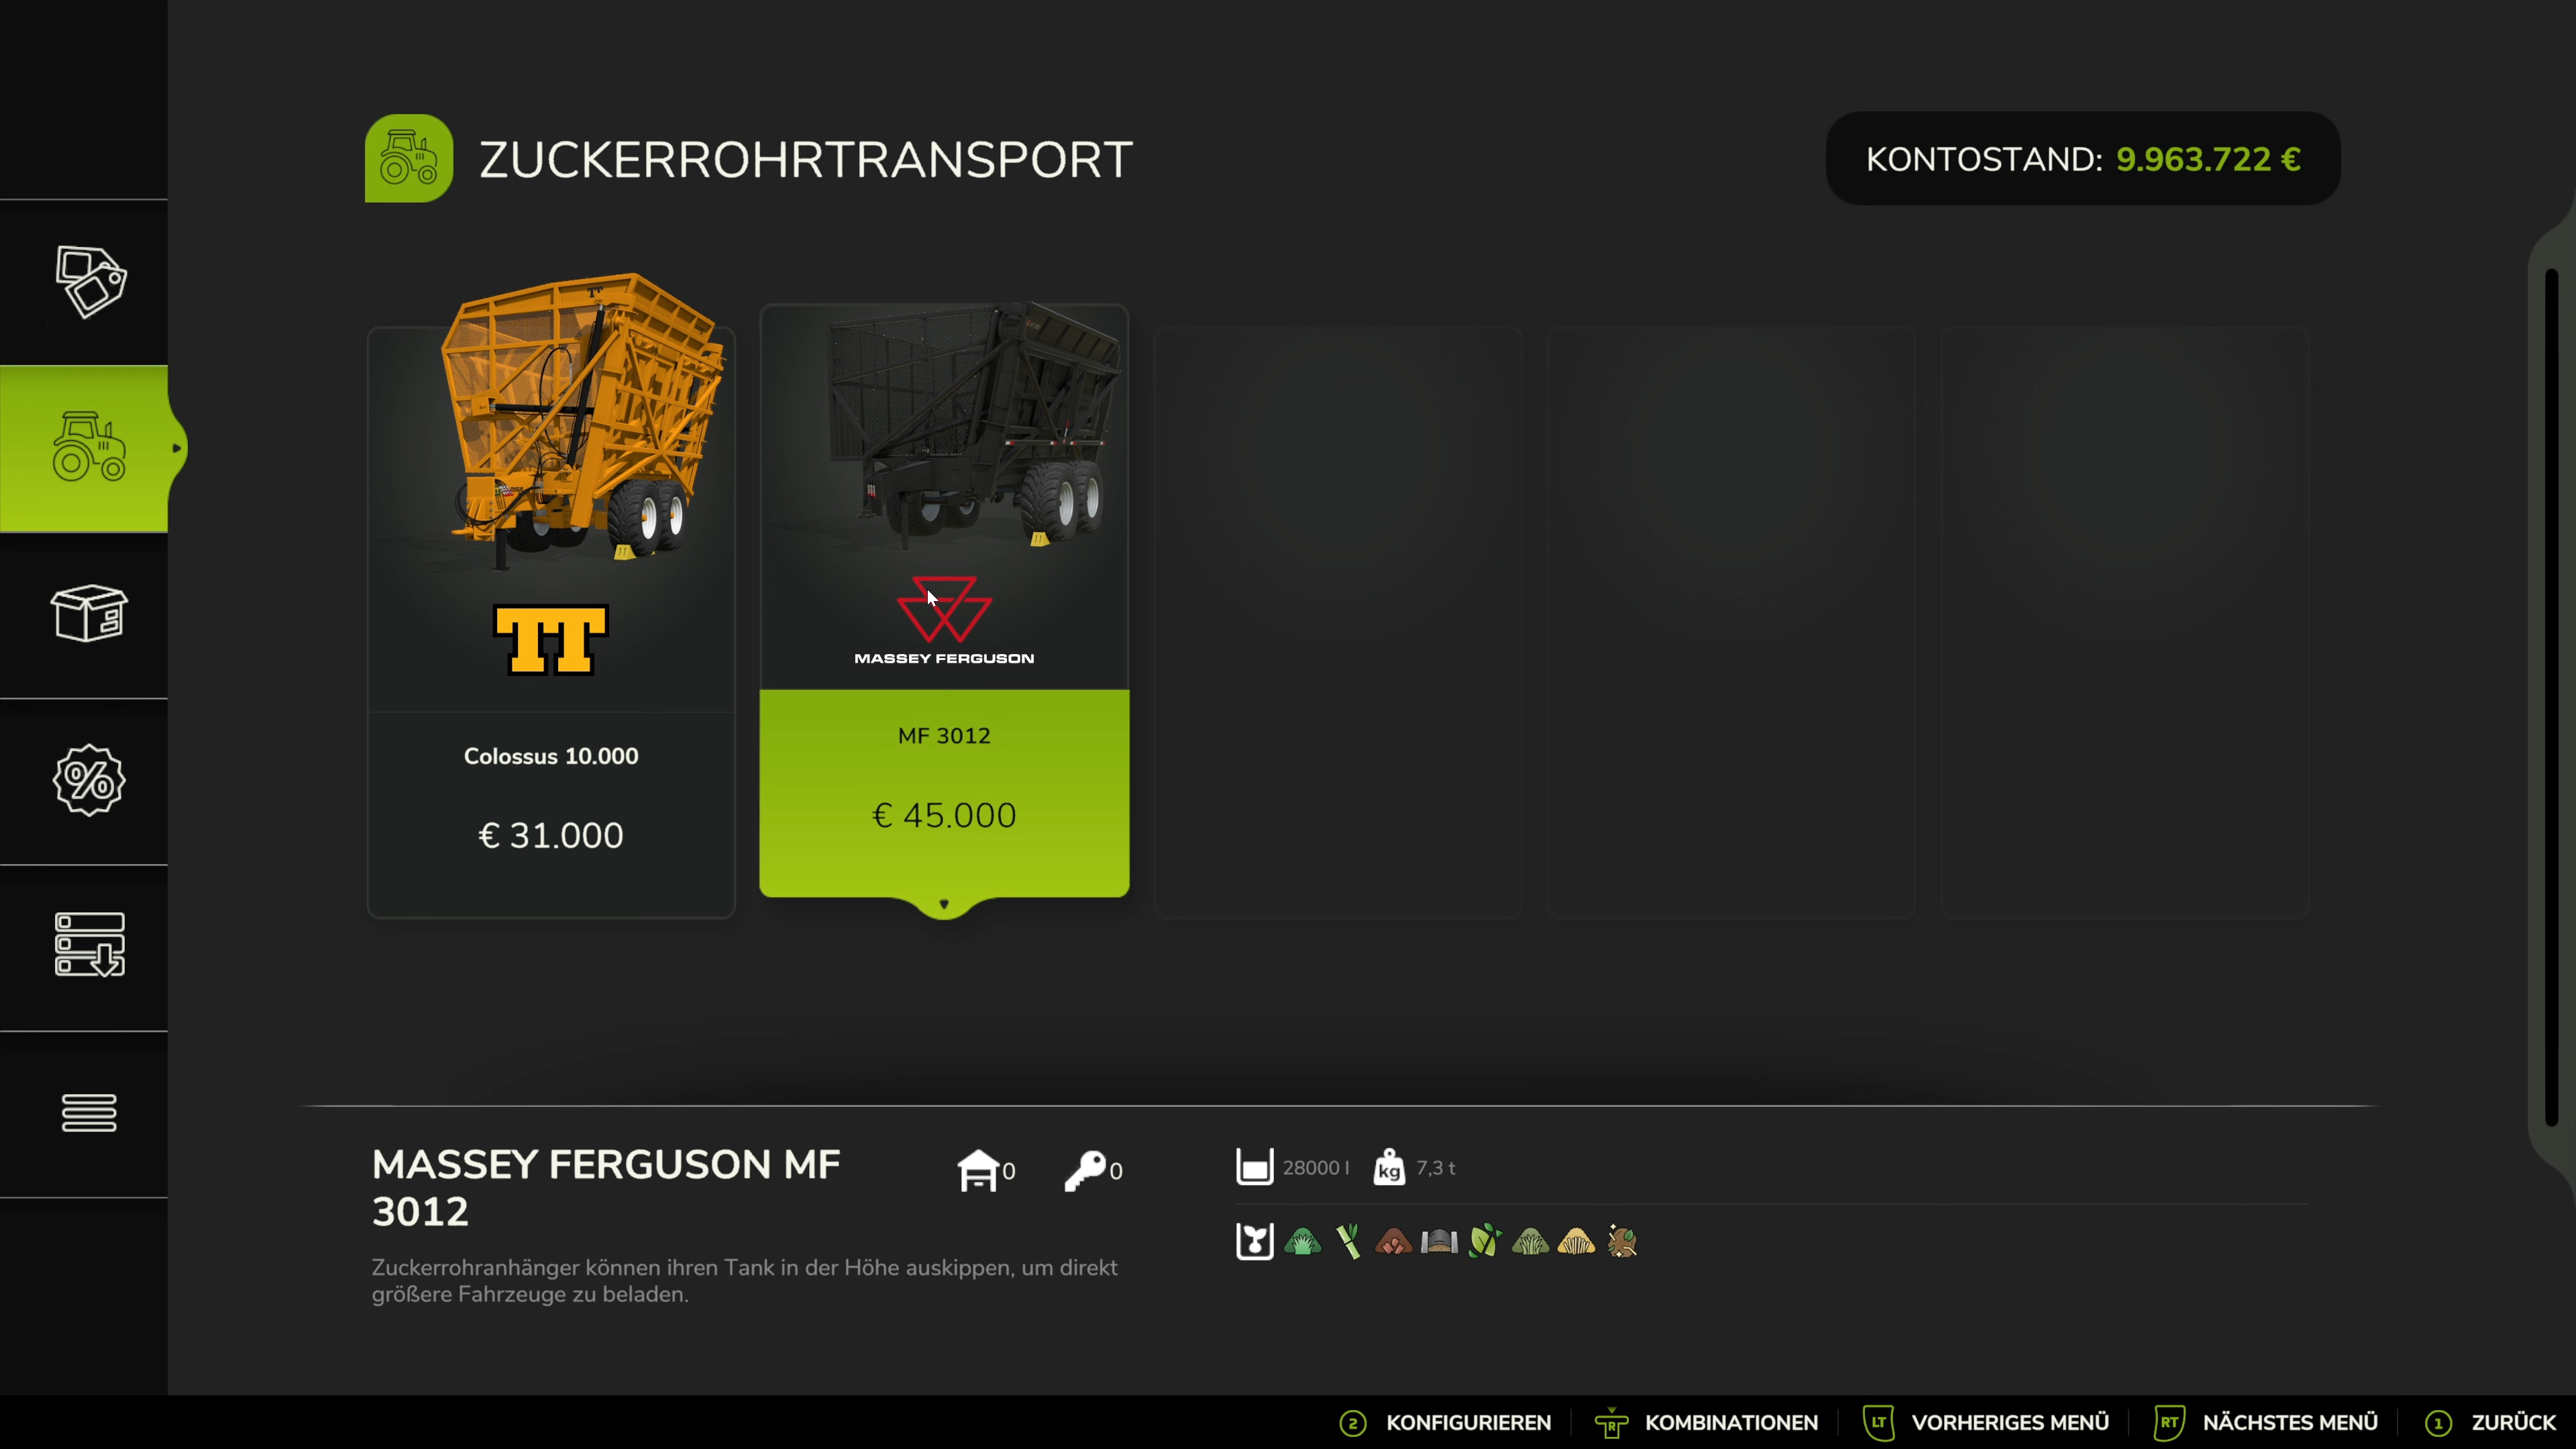 ZUCKERROHRTRANSPORT
KONTOSTAND: 9.963.722 €
TT
TT
MASSEY FERGUSON
Colossus 10.000
€ 31.000
MF 3012
€ 45.000
MASSEY FERGUSON MF
3012
0
0
28000 l
kg
7,3 t
Zuckerrohranhänger können ihren Tank in der Höhe auskippen, um direkt
größere Fahrzeuge zu beladen.
2 KONFIGURIEREN
R KOMBINATIONEN
LT VORHERIGES MENÜ
RT NÄCHSTES MENÜ
1 ZURÜCK